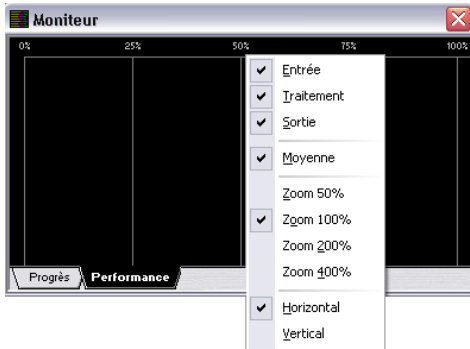 Moniteur
0% 25% 50% 75% 100%
Entrée
Traitement
Sortie
Moyenne
Zoom 50%
Zoom 100%
Zoom 200%
Zoom 400%
Progrès Performance
Horizontal
Vertical